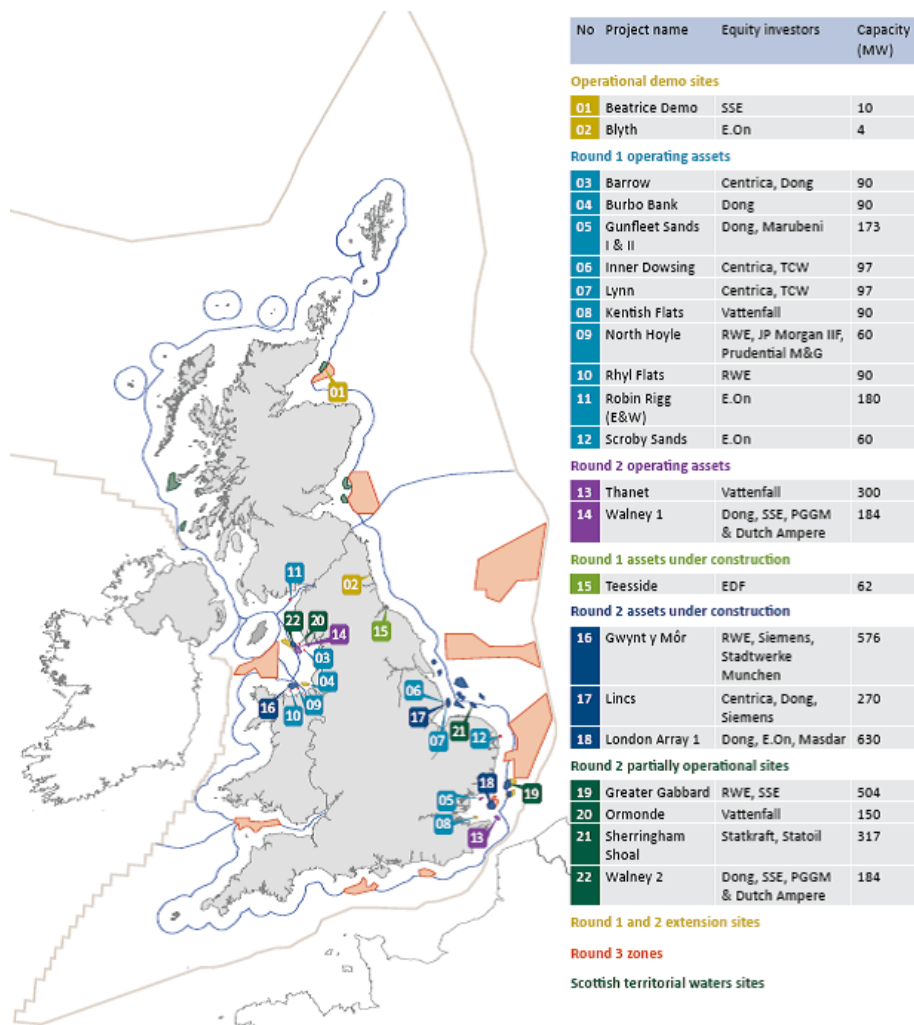 No Project name Equity investors Capacity
(MW)
Operational demo sites
01 Beatrice Demo SSE 10
02 Blyth E.On 4
Round 1 operating assets
03 Barrow Centrica, Dong 90
04 Burbo Bank Dong 90
05 Gunfleet Sands Dong, Marubeni 173
I & II
06 Inner Dowsing Centrica, TCW 97
07 Lynn Centrica, TCW 97
08 Kentish Flats Vattenfall 90
09 North Hoyle RWE, JP Morgan IIF, 60
Prudential M&G
10 Rhyl Flats RWE 90
11 Robin Rigg E.On 180
(E&W)
12 Scroby Sands E.On 60
Round 2 operating assets
13 Thanet Vattenfall 300
14 Walney 1 Dong, SSE, PGGM 184
& Dutch Ampere
Round 1 assets under construction
15 Teesside EDF 62
Round 2 assets under construction
16 Gwynt y Mór RWE, Siemens, 576
Stadtwerke
Munchen
17 Lincs Centrica, Dong, 270
Siemens
18 London Array 1 Dong, E.On, Masdar 630
Round 2 partially operational sites
19 Greater Gabbard RWE, SSE 504
20 Ormonde Vattenfall 150
21 Sherringham Statkraft, Statoil 317
Shoal
22 Walney 2 Dong, SSE, PGGM 184
& Dutch Ampere
Round 1 and 2 extension sites
Round 3 zones
Scottish territorial waters sites
01
11
02
22 20
14
15
03
04
06
16
10
09
17
07
21
12
18
19
05
08
13